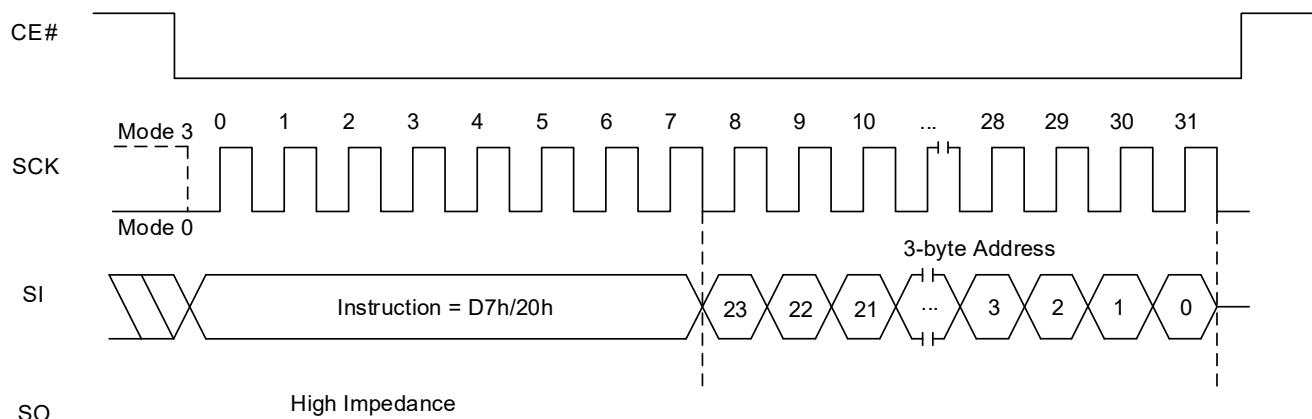 CE#
Mode 3
0 1 2 3 4 5 6 7 8 9 10 ... 28 29 30 31
SCK
Mode 0
3-byte Address
SI
Instruction = D7h/20h
23 22 21 ... 3 2 1 0
High Impedance
SO